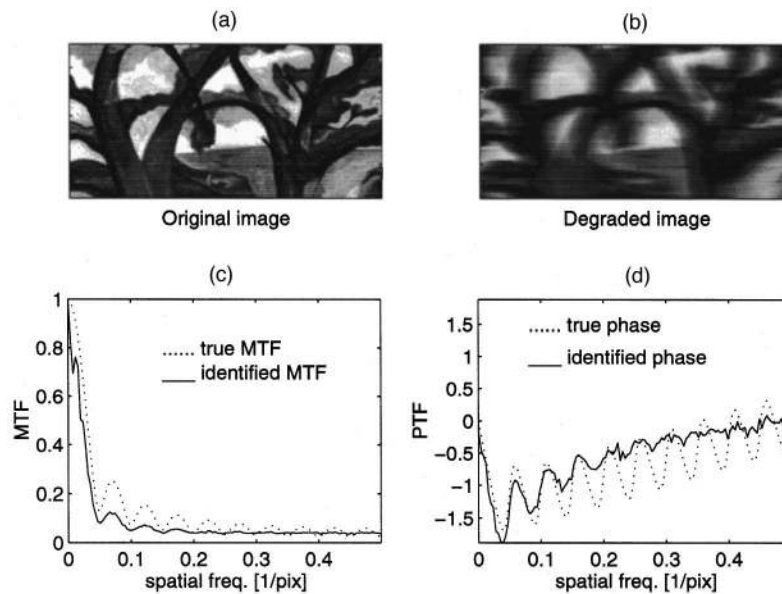 (a)
Original image
(b)
Degraded image
(c)
1
0.8
0.6
0.4
0.2
0
MTF
true MTF
identified MTF
0
0.1
0.2
0.3
0.4
spatial freq. [1/pix]
(d)
1.5
1
0.5
0
−0.5
−1
−1.5
PTF
true phase
identified phase
0
0.1
0.2
0.3
0.4
spatial freq. [1/pix]